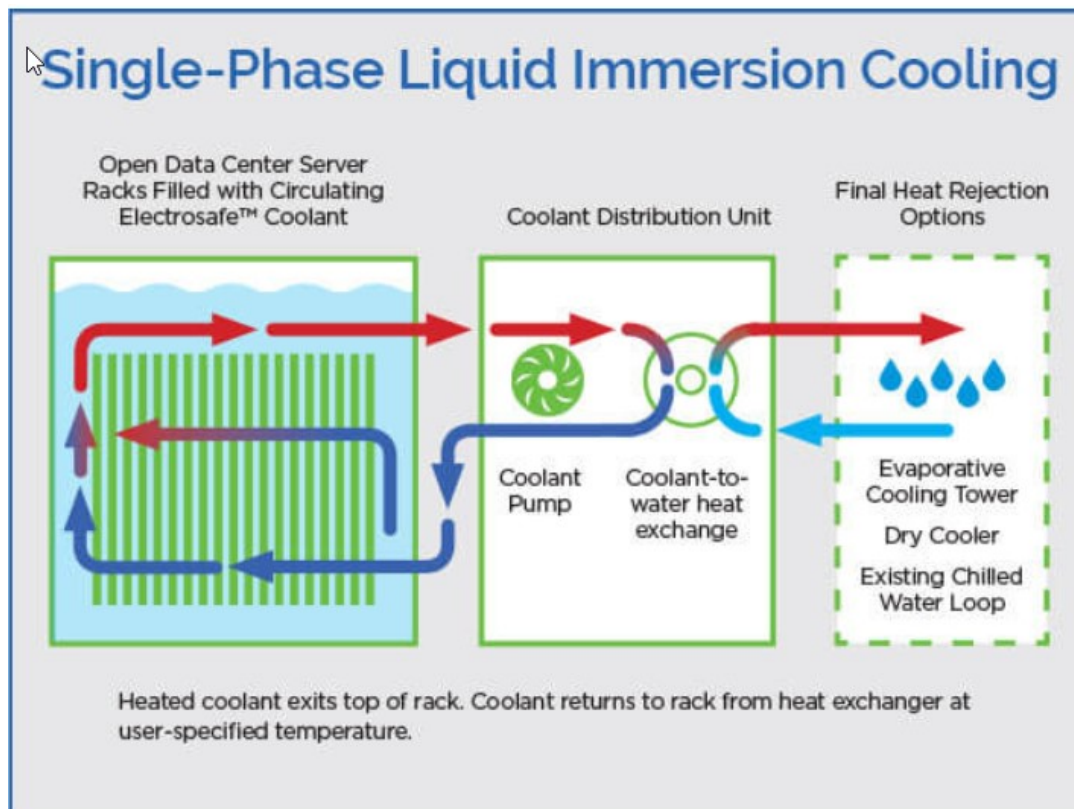 Single-Phase Liquid Immersion Cooling
Open Data Center Server
Racks Filled with Circulating
Electrosafe™ Coolant
Coolant Distribution Unit
Final Heat Rejection
Options
Coolant
Pump
Coolant-to-
water heat
exchange
Evaporative
Cooling Tower
Dry Cooler
Existing Chilled
Water Loop
Heated coolant exits top of rack. Coolant returns to rack from heat exchanger at
user-specified temperature.